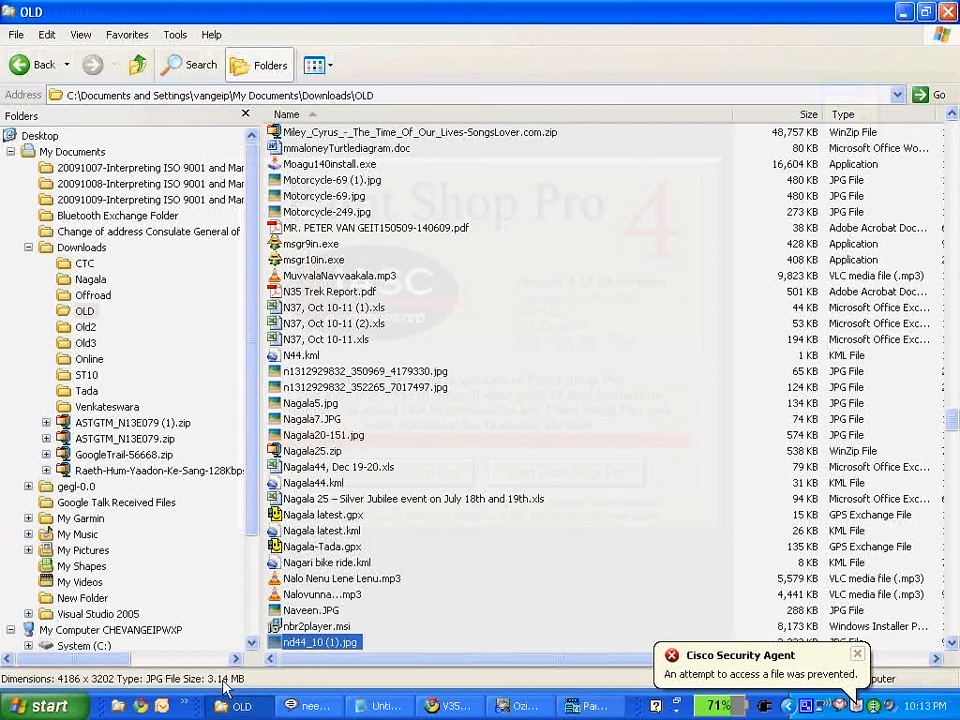 OLD
File Edit View Favorites Tools Help
Back Search Folders
Address C:\Documents and Settings\vangeip\My Documents\Downloads\OLD Go
Folders
Name Size Type
Desktop
My Documents
20091007-Interpreting ISO 9001 and Mar
20091008-Interpreting ISO 9001 and Mar
20091009-Interpreting ISO 9001 and Mar
Bluetooth Exchange Folder
Change of address Consulate General of
Downloads
CTC
Nagala
Offroad
OLD
Old2
Old3
Online
ST10
Tada
Venkateswara
ASTGTM_N13E079 (1).zip
ASTGTM_N13E079.zip
GoogleTrail-56668.zip
Raeth-Hum-Yaadon-Ke-Sang-128Kbps
gegl-0.0
Google Talk Received Files
My Garmin
My Music
My Pictures
My Shapes
My Videos
New Folder
Visual Studio 2005
My Computer CHEVANGEIPWXP
System (C:)
Miley_Cyrus_-_The_Time_Of_Our_Lives-SongsLover.com.zip 48,757 KB WinZip File
mmaloneyTurtlediagram.doc 80 KB Microsoft Office Wo...
Moagu140install.exe 16,604 KB Application
Motorcycle-69 (1).jpg 480 KB JPG File
Motorcycle-69.jpg 480 KB JPG File
Motorcycle-249.jpg 273 KB JPG File
MR. PETER VAN GEIT150509-140609.pdf 38 KB Adobe Acrobat Doc...
msgr9in.exe 428 KB Application
msgr10in.exe 408 KB Application
MuvvalaNavvaakala.mp3 9,823 KB VLC media file (.mp3)
N35 Trek Report.pdf 501 KB Adobe Acrobat Doc...
N37, Oct 10-11 (1).xls 58 KB Microsoft Office Exc...
N37, Oct 10-11 (2).xls 53 KB Microsoft Office Exc...
N37, Oct 10-11.xls 194 KB Microsoft Office Exc...
N44.kml 1 KB KML File
n1312929832_350969_4179330.jpg 65 KB JPG File
n1312929832_352265_7017497.jpg 124 KB JPG File
Nagala5.jpg 134 KB JPG File
Nagala7.JPG 74 KB JPG File
Nagala20-151.jpg 574 KB JPG File
Nagala25.zip 538 KB WinZip File
Nagala44, Dec 19-20.xls 79 KB Microsoft Office Exc...
Nagala44.kml 31 KB KML File
Nagala 25 – Silver Jubilee event on July 18th and 19th.xls 94 KB Microsoft Office Exc...
Nagala latest.gpx 15 KB GPS Exchange File
Nagala latest.kml 26 KB KML File
Nagala-Tada.gpx 135 KB GPS Exchange File
Nagari bike ride.kml 8 KB KML File
Nalo Nenu Lene Lenu.mp3 5,579 KB VLC media file (.mp3)
Nalovunna...mp3 4,441 KB VLC media file (.mp3)
Naveen.JPG 288 KB JPG File
nbr2player.msi 8,173 KB Windows Installer P...
nd44_10 (1).jpg
Paint Shop Pro 4
JASC
Cisco Security Agent
An attempt to access a file was prevented.
Dimensions: 4186 x 3202 Type: JPG File Size: 3.14 MB
start OLD nee... Unti... V35... Ozi... Pai... 71% 10:13 PM